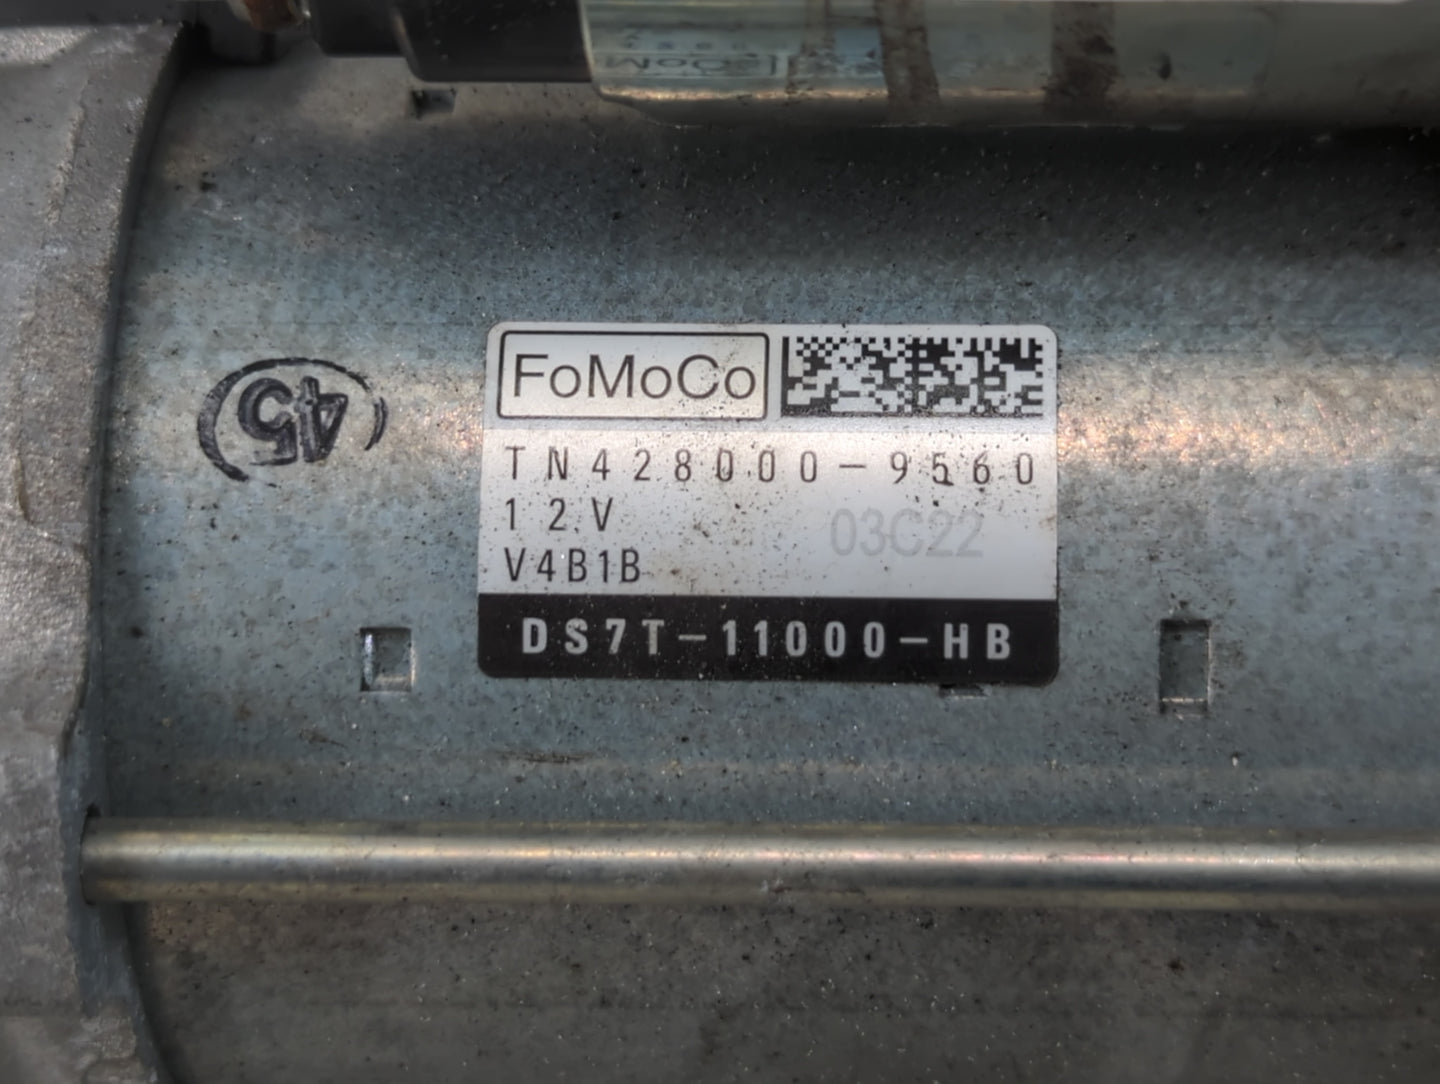 FoMoCo
TN428000-9560
12V 03C22
V4B1B
DS7T-11000-HB
45